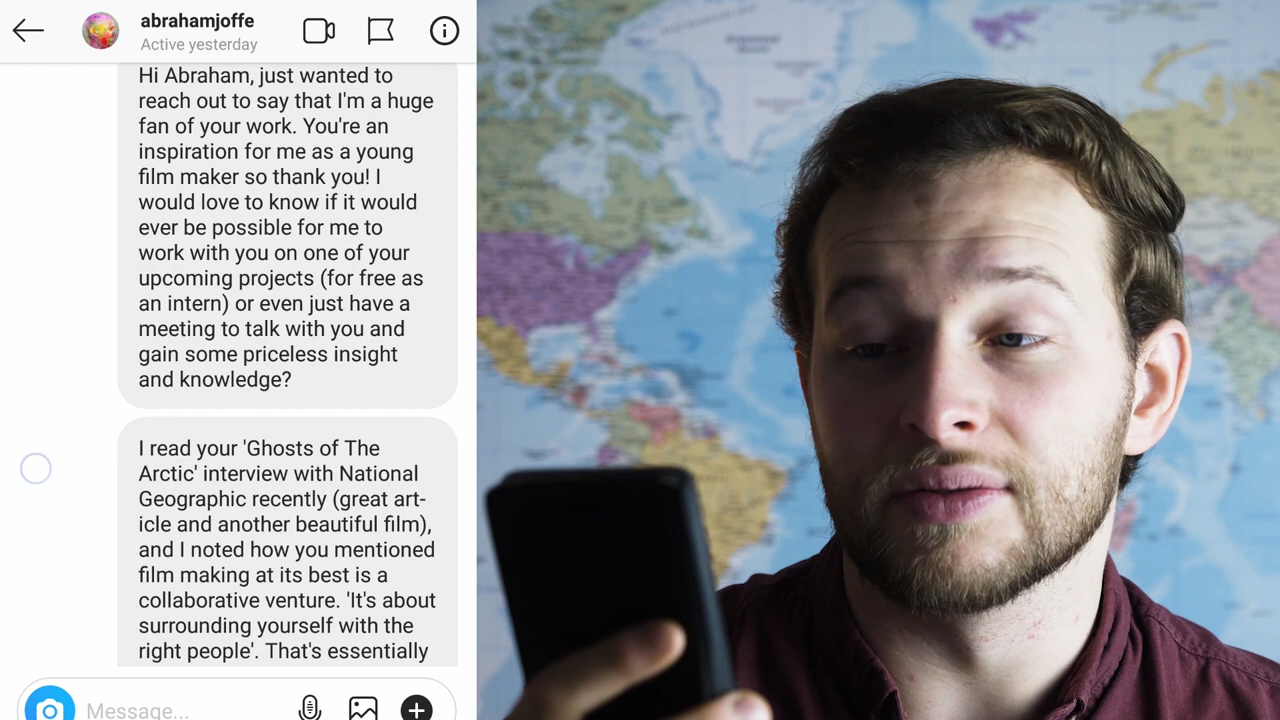 abrahamjoffe
Active yesterday
Hi Abraham, just wanted to
reach out to say that I'm a huge
fan of your work. You're an
inspiration for me as a young
film maker so thank you! I
would love to know if it would
ever be possible for me to
work with you on one of your
upcoming projects (for free as
an intern) or even just have a
meeting to talk with you and
gain some priceless insight
and knowledge?
I read your 'Ghosts of The
Arctic' interview with National
Geographic recently (great art-
icle and another beautiful film),
and I noted how you mentioned
film making at its best is a
collaborative venture. 'It's about
surrounding yourself with the
right people'. That's essentially
Message...